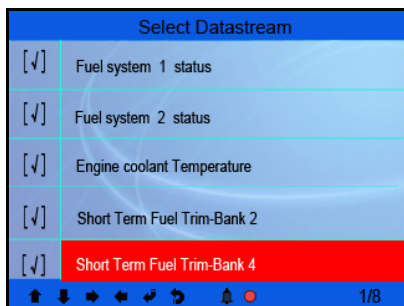 Select Datastream
[√] Fuel system 1 status
[√] Fuel system 2 status
[√] Engine coolant Temperature
[√] Short Term Fuel Trim-Bank 2
[√] Short Term Fuel Trim-Bank 4
1/8